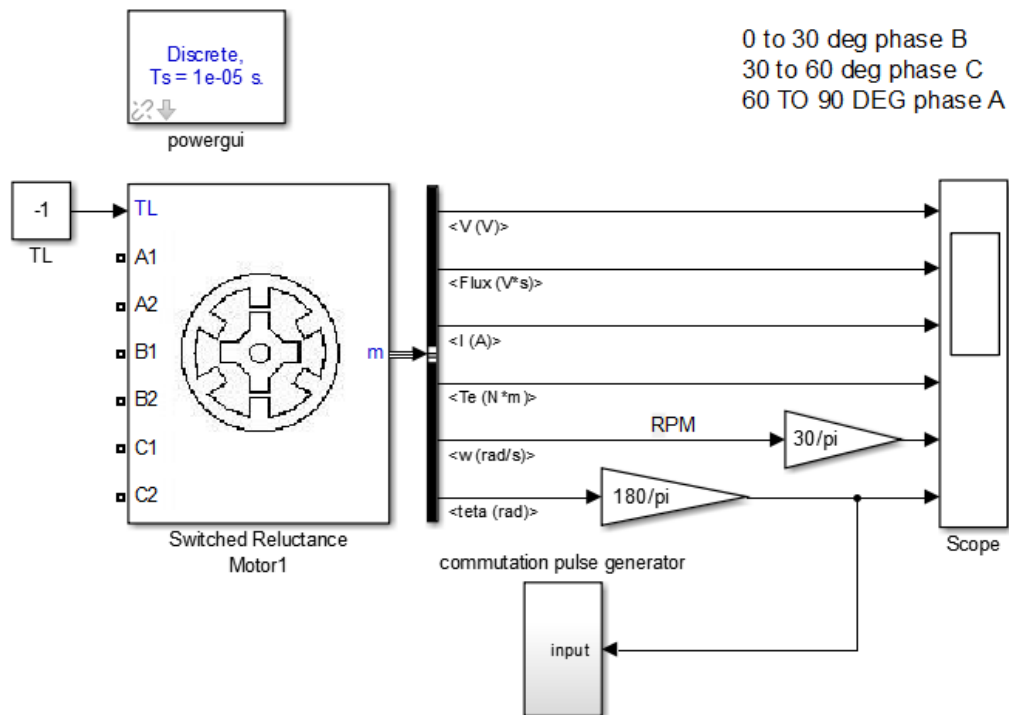 Discrete,
Ts = 1e-05 s.
powergui
0 to 30 deg phase B
30 to 60 deg phase C
60 TO 90 DEG phase A
-1
TL
TL
A1
A2
B1
B2
C1
C2
m
Switched Reluctance
Motor1
<V (V)>
<Flux (V*s)>
<I (A)>
<Te (N*m)>
RPM
<w (rad/s)>
30/pi
<teta (rad)>
180/pi
Scope
commutation pulse generator
input